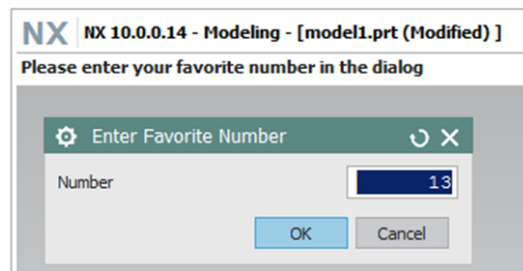 NX NX 10.0.0.14 - Modeling - [model1.prt (Modified) ]
Please enter your favorite number in the dialog
Enter Favorite Number
Number 13
OK Cancel